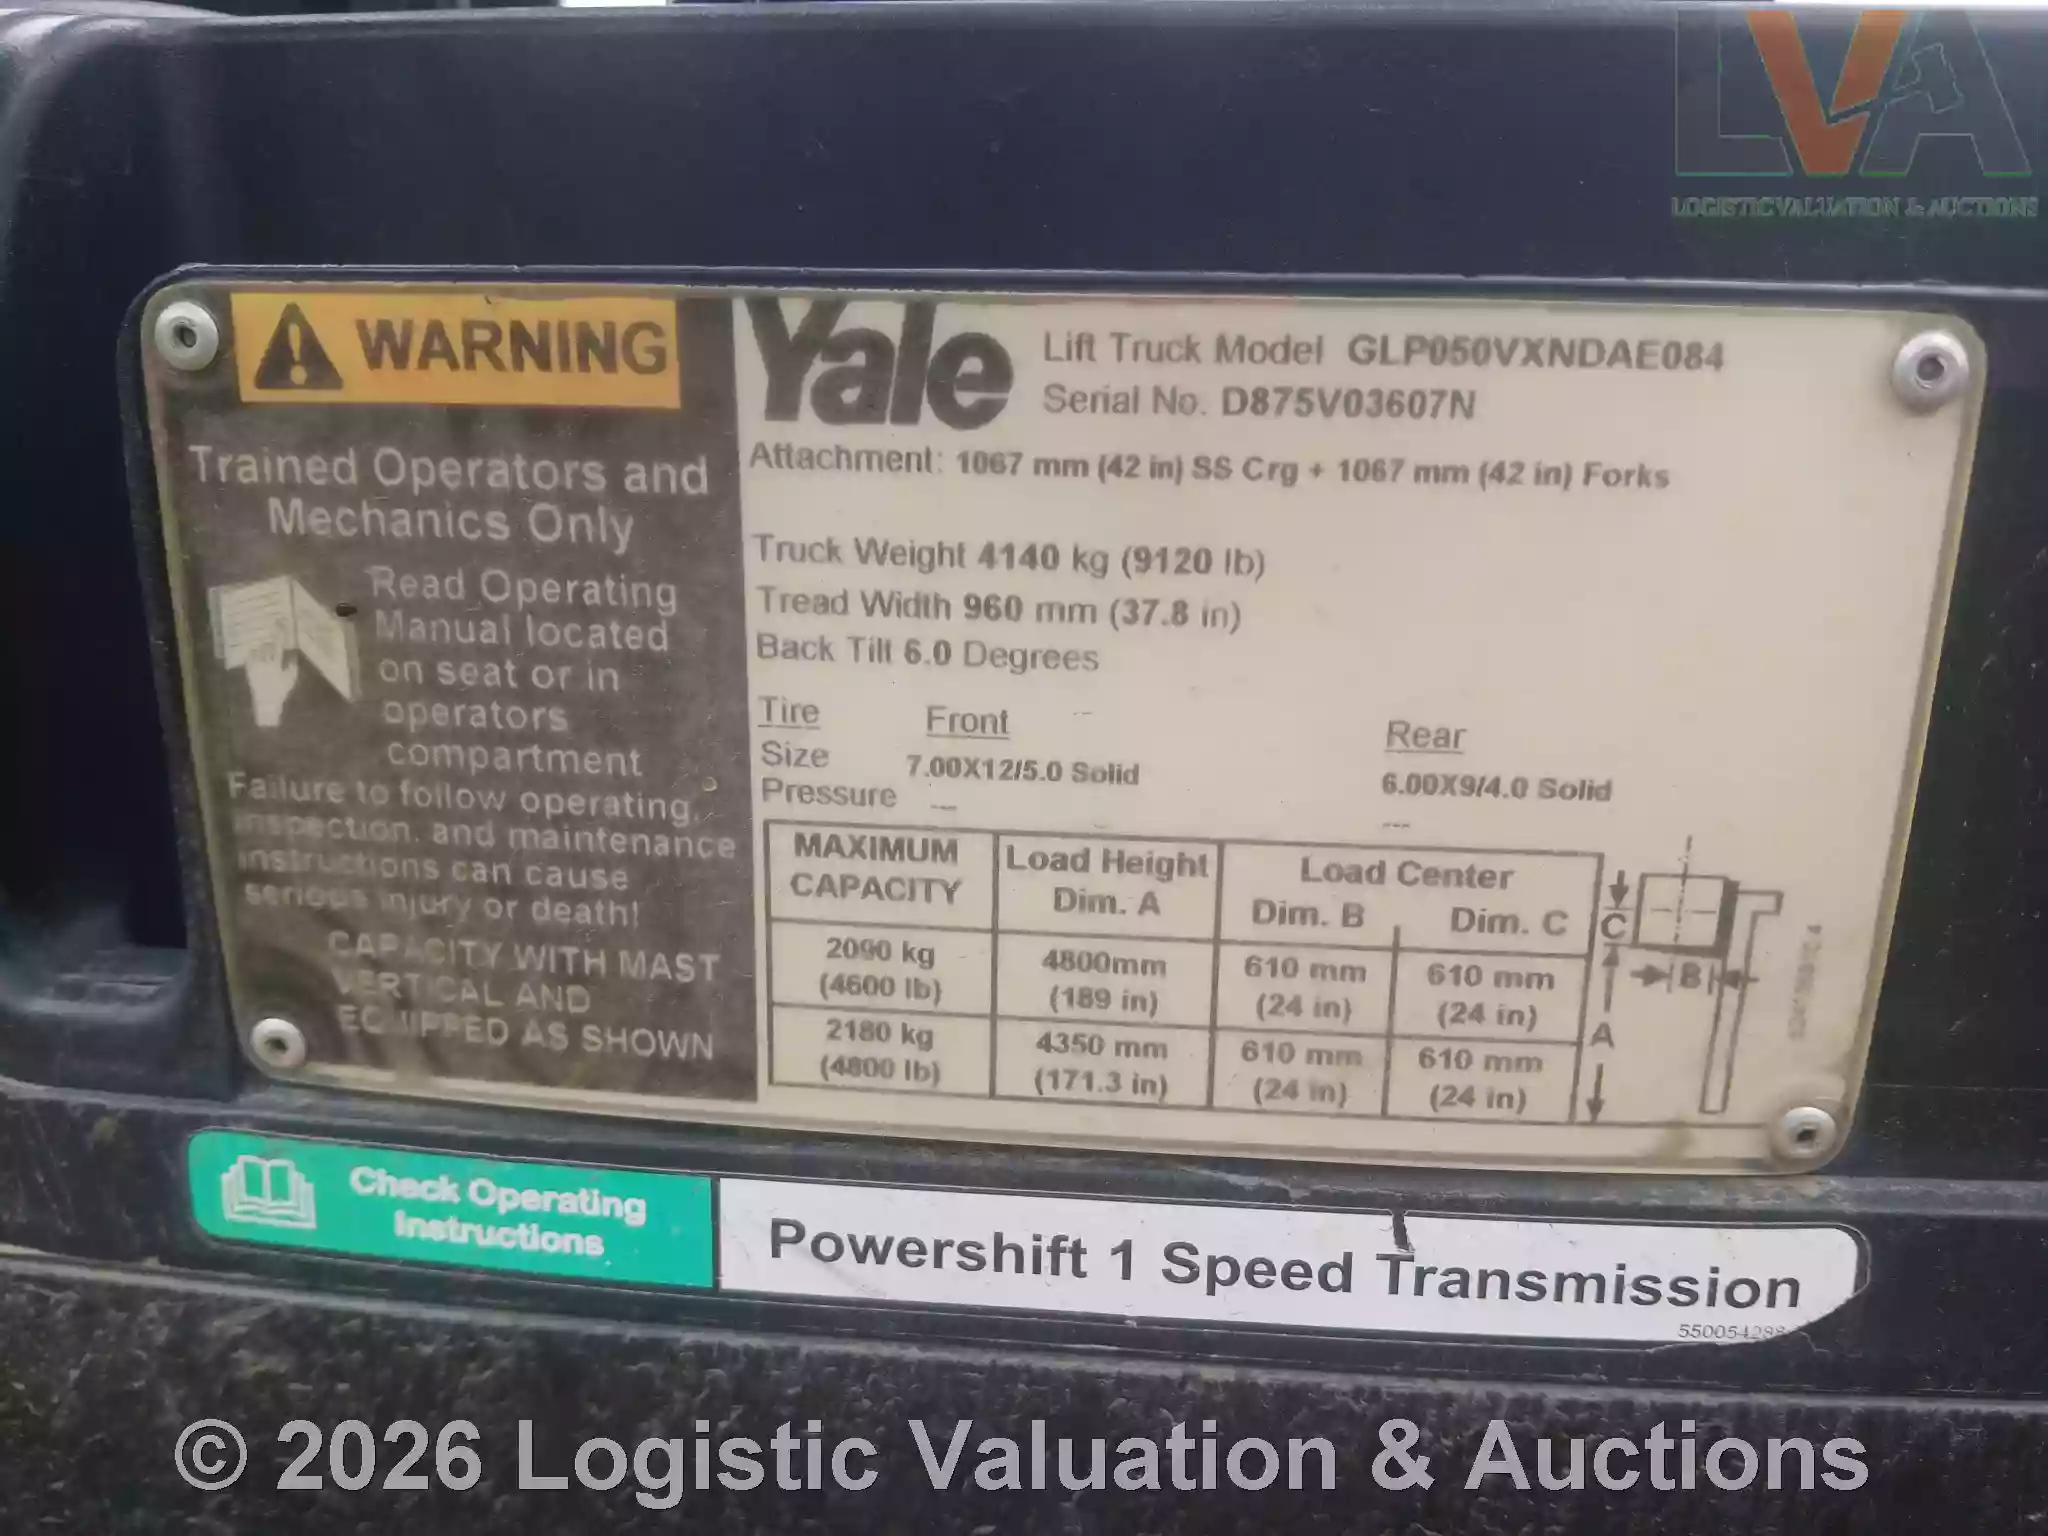 LVA
LOGISTIC VALUATION & AUCTIONS
WARNING
Trained Operators and
Mechanics Only
Read Operating
Manual located
on seat or in
operators
compartment
Failure to follow operating,
inspection, and maintenance
instructions can cause
serious injury or death!
CAPACITY WITH MAST
VERTICAL AND
EQUIPPED AS SHOWN
Yale
Lift Truck Model GLP050VXNDAE084
Serial No. D875V03607N
Attachment: 1067 mm (42 in) SS Crg + 1067 mm (42 in) Forks
Truck Weight 4140 kg (9120 lb)
Tread Width 960 mm (37.8 in)
Back Tilt 6.0 Degrees
Tire Front Rear
Size 7.00X12/5.0 Solid 6.00X9/4.0 Solid
Pressure --- ---
MAXIMUM Load Height Load Center
CAPACITY Dim. A Dim. B Dim. C
2090 kg 4800mm 610 mm 610 mm
(4600 lb) (189 in) (24 in) (24 in)
2180 kg 4350 mm 610 mm 610 mm
(4800 lb) (171.3 in) (24 in) (24 in)
C
B
A
Check Operating
Instructions
Powershift 1 Speed Transmission
550054288
© 2026 Logistic Valuation & Auctions